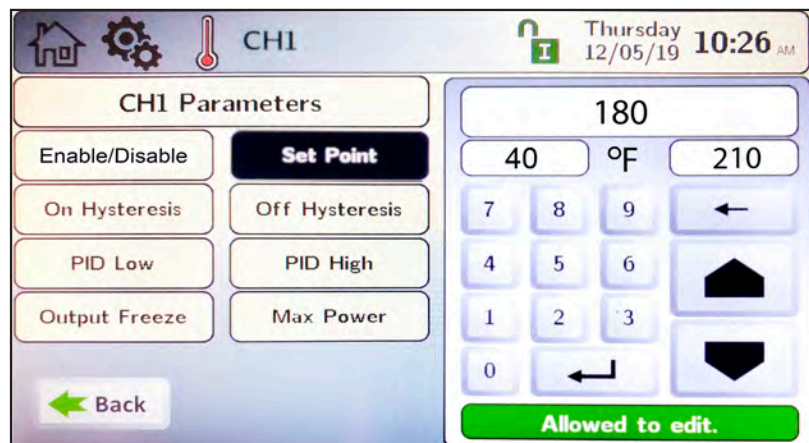 CH1
Thursday
12/05/19
10:26 AM
CH1 Parameters
Enable/Disable
Set Point
On Hysteresis
Off Hysteresis
PID Low
PID High
Output Freeze
Max Power
Back
180
40 °F 210
7 8 9
4 5 6
1 2 3
0
Allowed to edit.